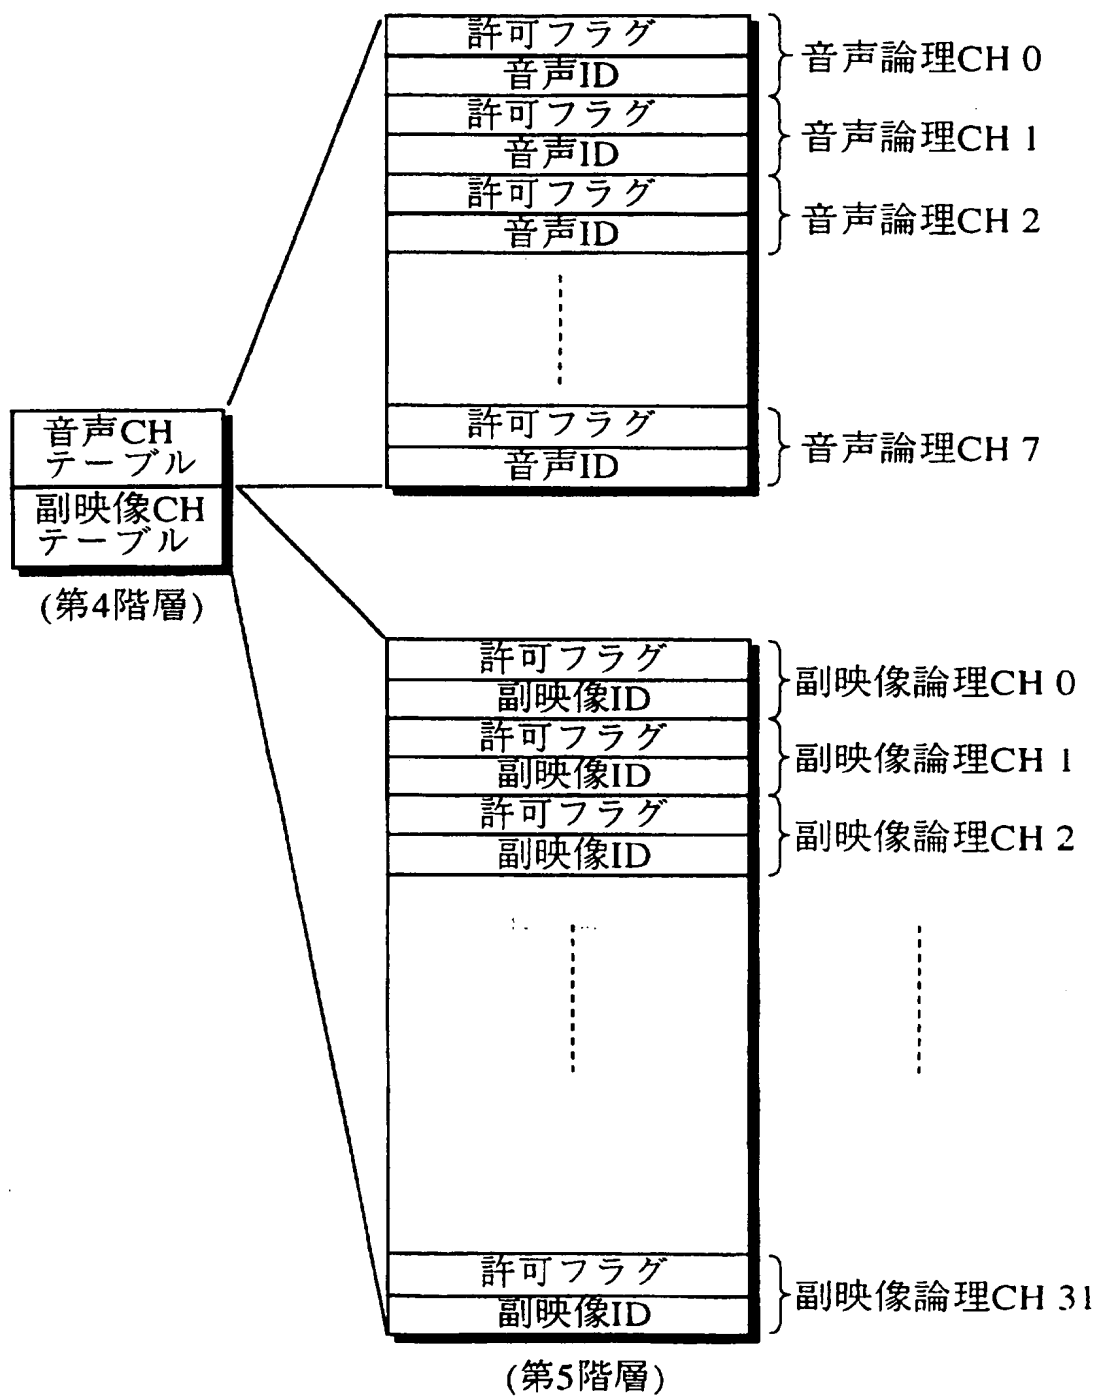 許可フラグ
音声ID
音声論理CH 0
許可フラグ
音声ID
音声論理CH 1
許可フラグ
音声ID
音声論理CH 2
許可フラグ
音声ID
音声論理CH 7
音声CH
テーブル
副映像CH
テーブル
(第4階層)
許可フラグ
副映像ID
副映像論理CH 0
許可フラグ
副映像ID
副映像論理CH 1
許可フラグ
副映像ID
副映像論理CH 2
許可フラグ
副映像ID
副映像論理CH 31
(第5階層)